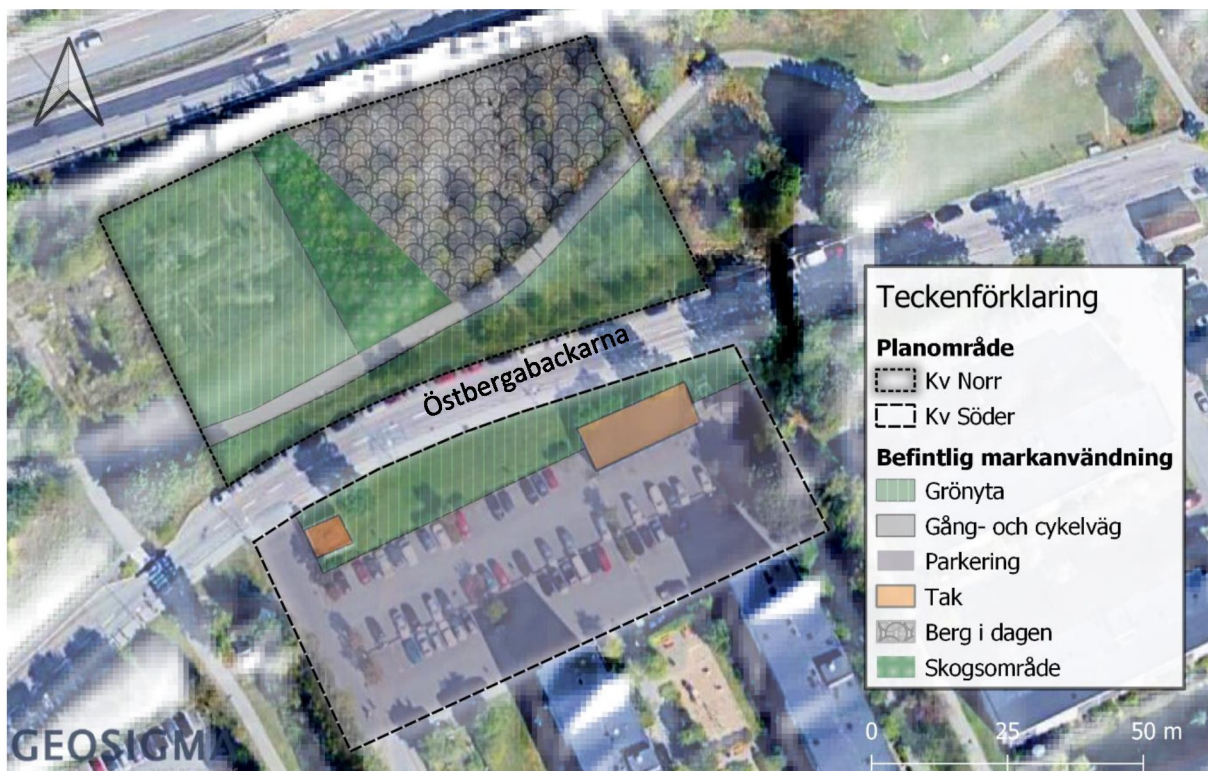 Östbergabackarna
Teckenförklaring
Planområde
Kv Norr
Kv Söder
Befintlig markanvändning
Grönyta
Gång- och cykelväg
Parkering
Tak
Berg i dagen
Skogsområde
GEOSIGMA
0 25 50 m